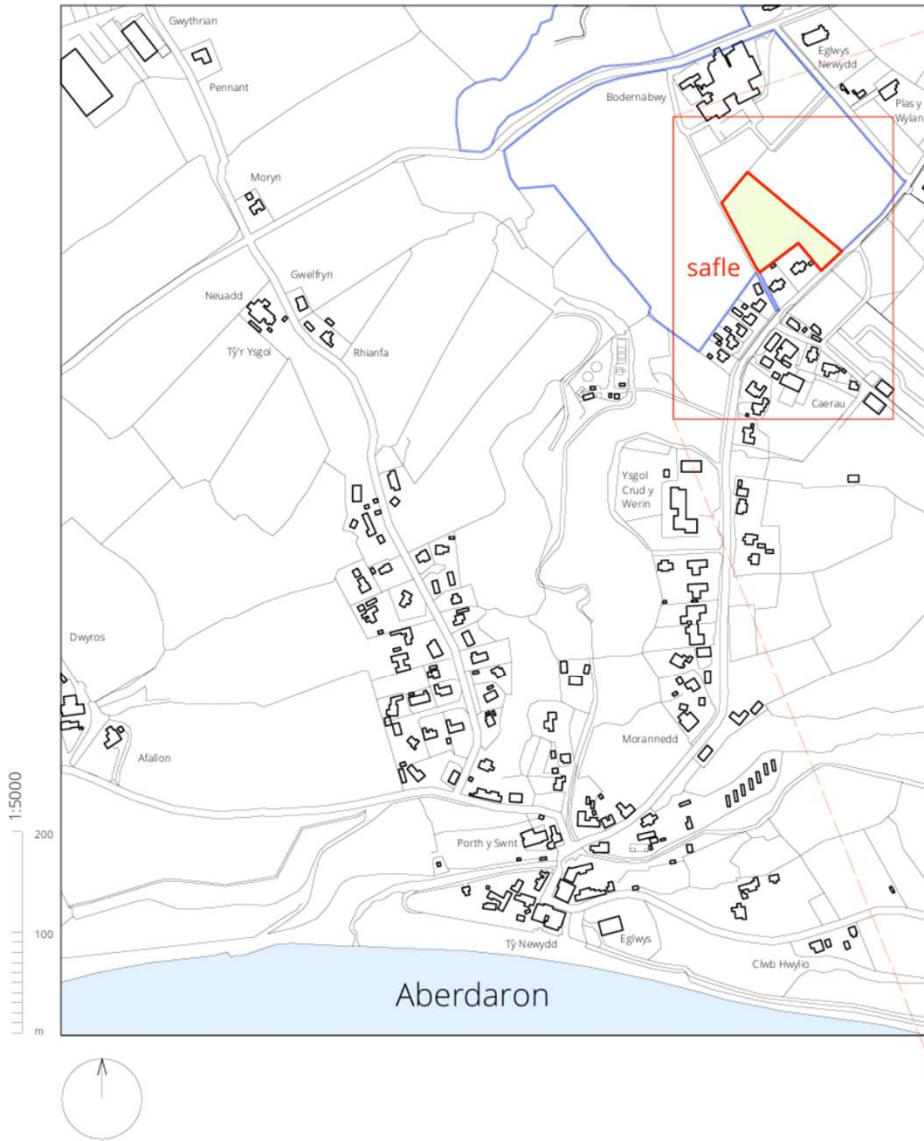 Gwythrian
Pennant
Eglwys
Newydd
Bodernabwy
Plas y
Wylan
Moryn
safle
Gwelfryn
Neuadd
Tŷ'r Ysgol
Rhianfa
Caerau
Ysgol
Crud y
Werin
Dwyros
Afallon
Morannedd
1:5000
200
Porth y Swnt
100
Tŷ Newydd
Eglwys
Clwb Hwylio
Aberdaron
m